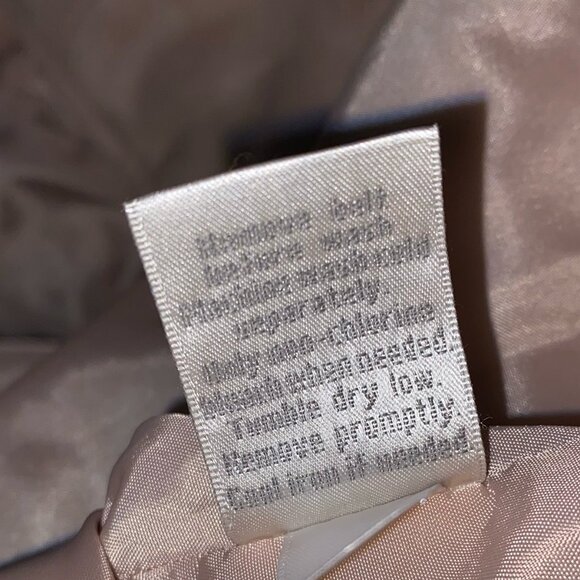 Remove belt
before wash
Machine wash cold
separately.
Only non-chlorine
bleach when needed.
Tumble dry low.
Remove promptly.
Cool iron if needed